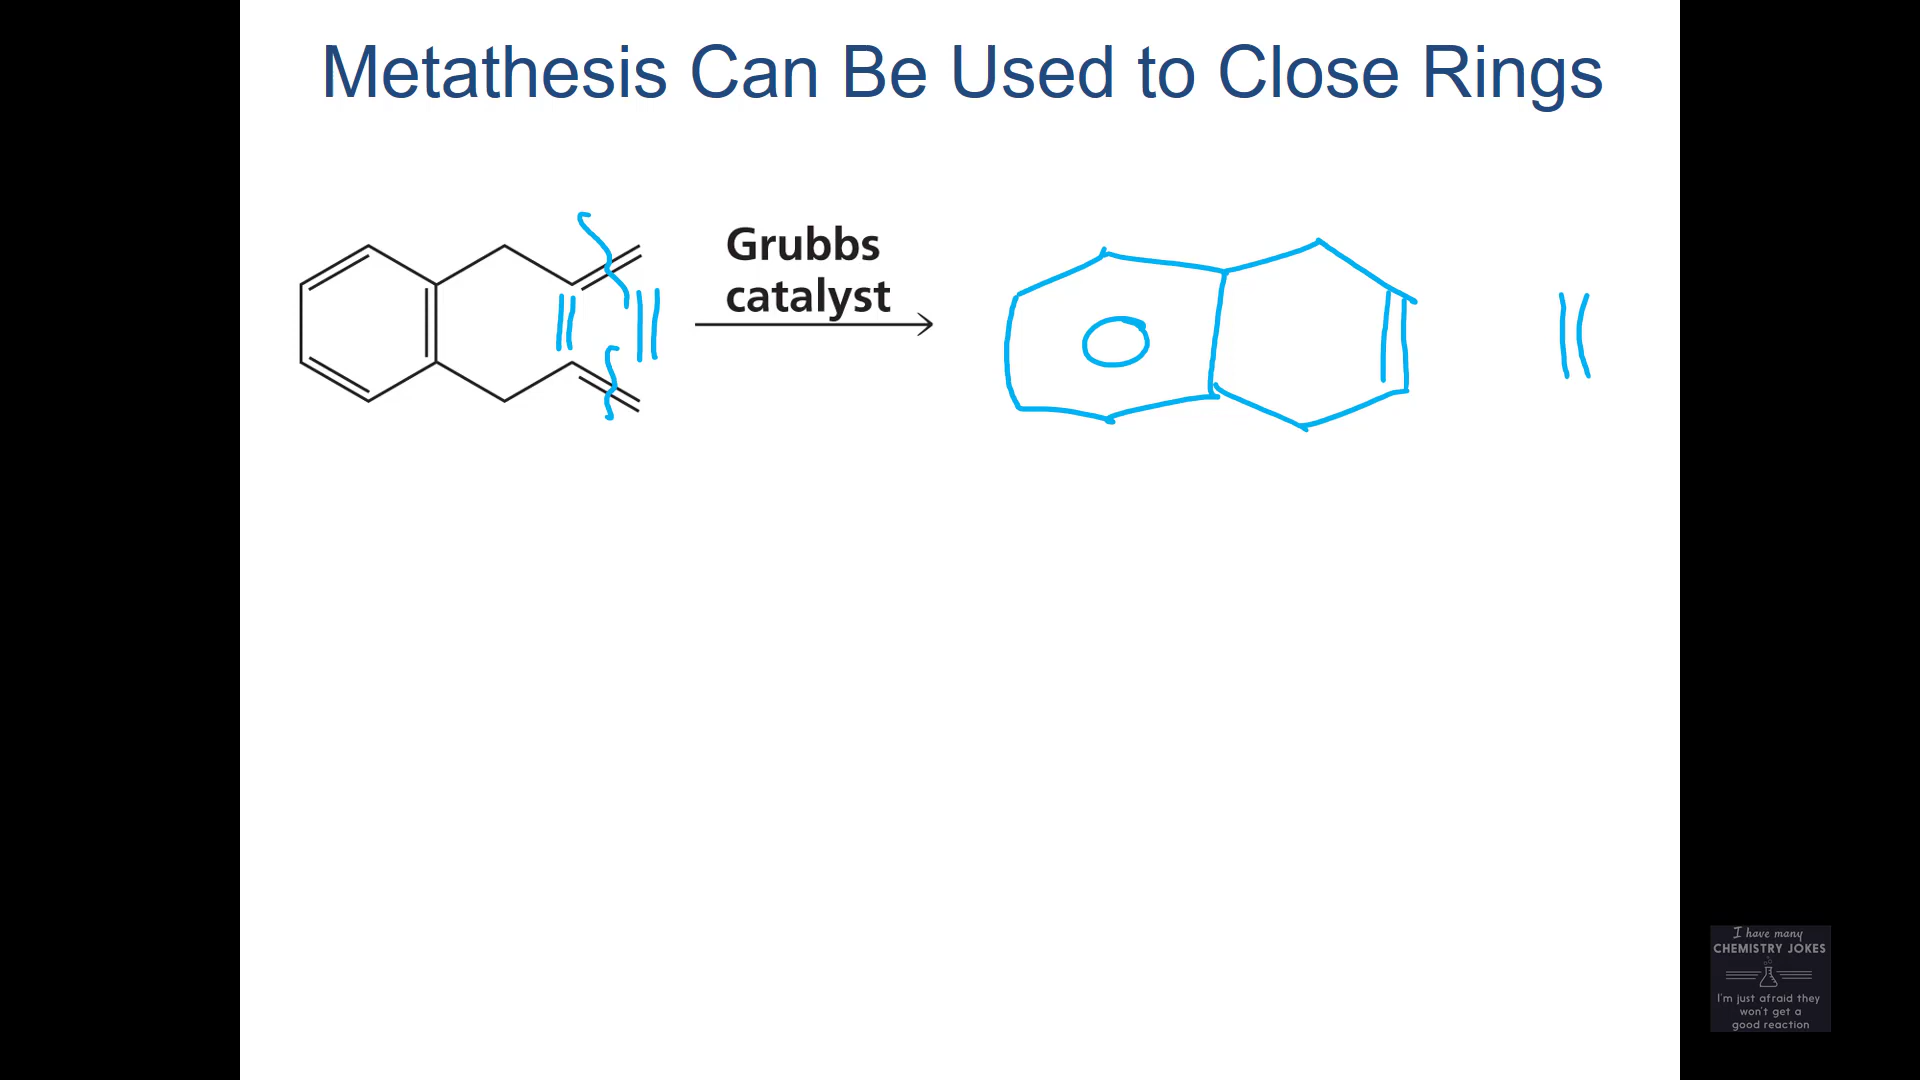 Metathesis Can Be Used to Close Rings
Grubbs
catalyst
I have many
CHEMISTRY JOKES
I'm just afraid they
won't get a
good reaction